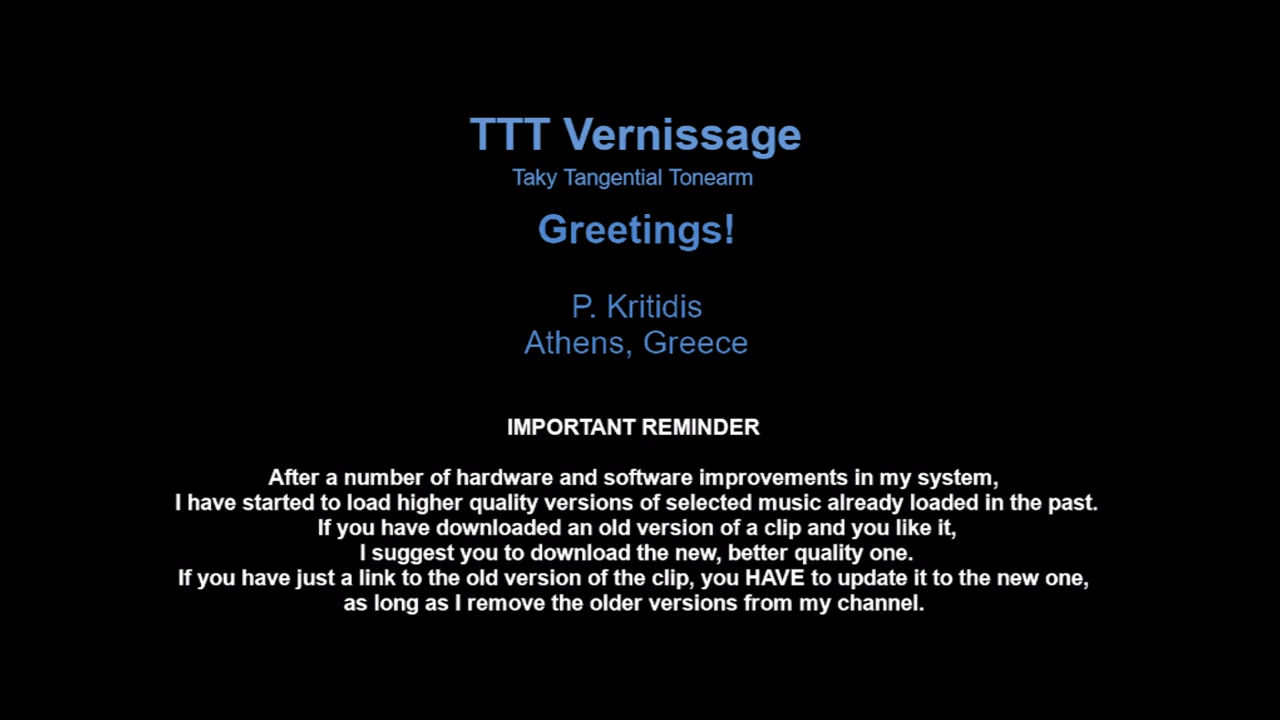 TTT Vernissage
Taky Tangential Tonearm
Greetings!
P. Kritidis
Athens, Greece
IMPORTANT REMINDER
After a number of hardware and software improvements in my system,
I have started to load higher quality versions of selected music already loaded in the past.
If you have downloaded an old version of a clip and you like it,
I suggest you to download the new, better quality one.
If you have just a link to the old version of the clip, you HAVE to update it to the new one,
as long as I remove the older versions from my channel.